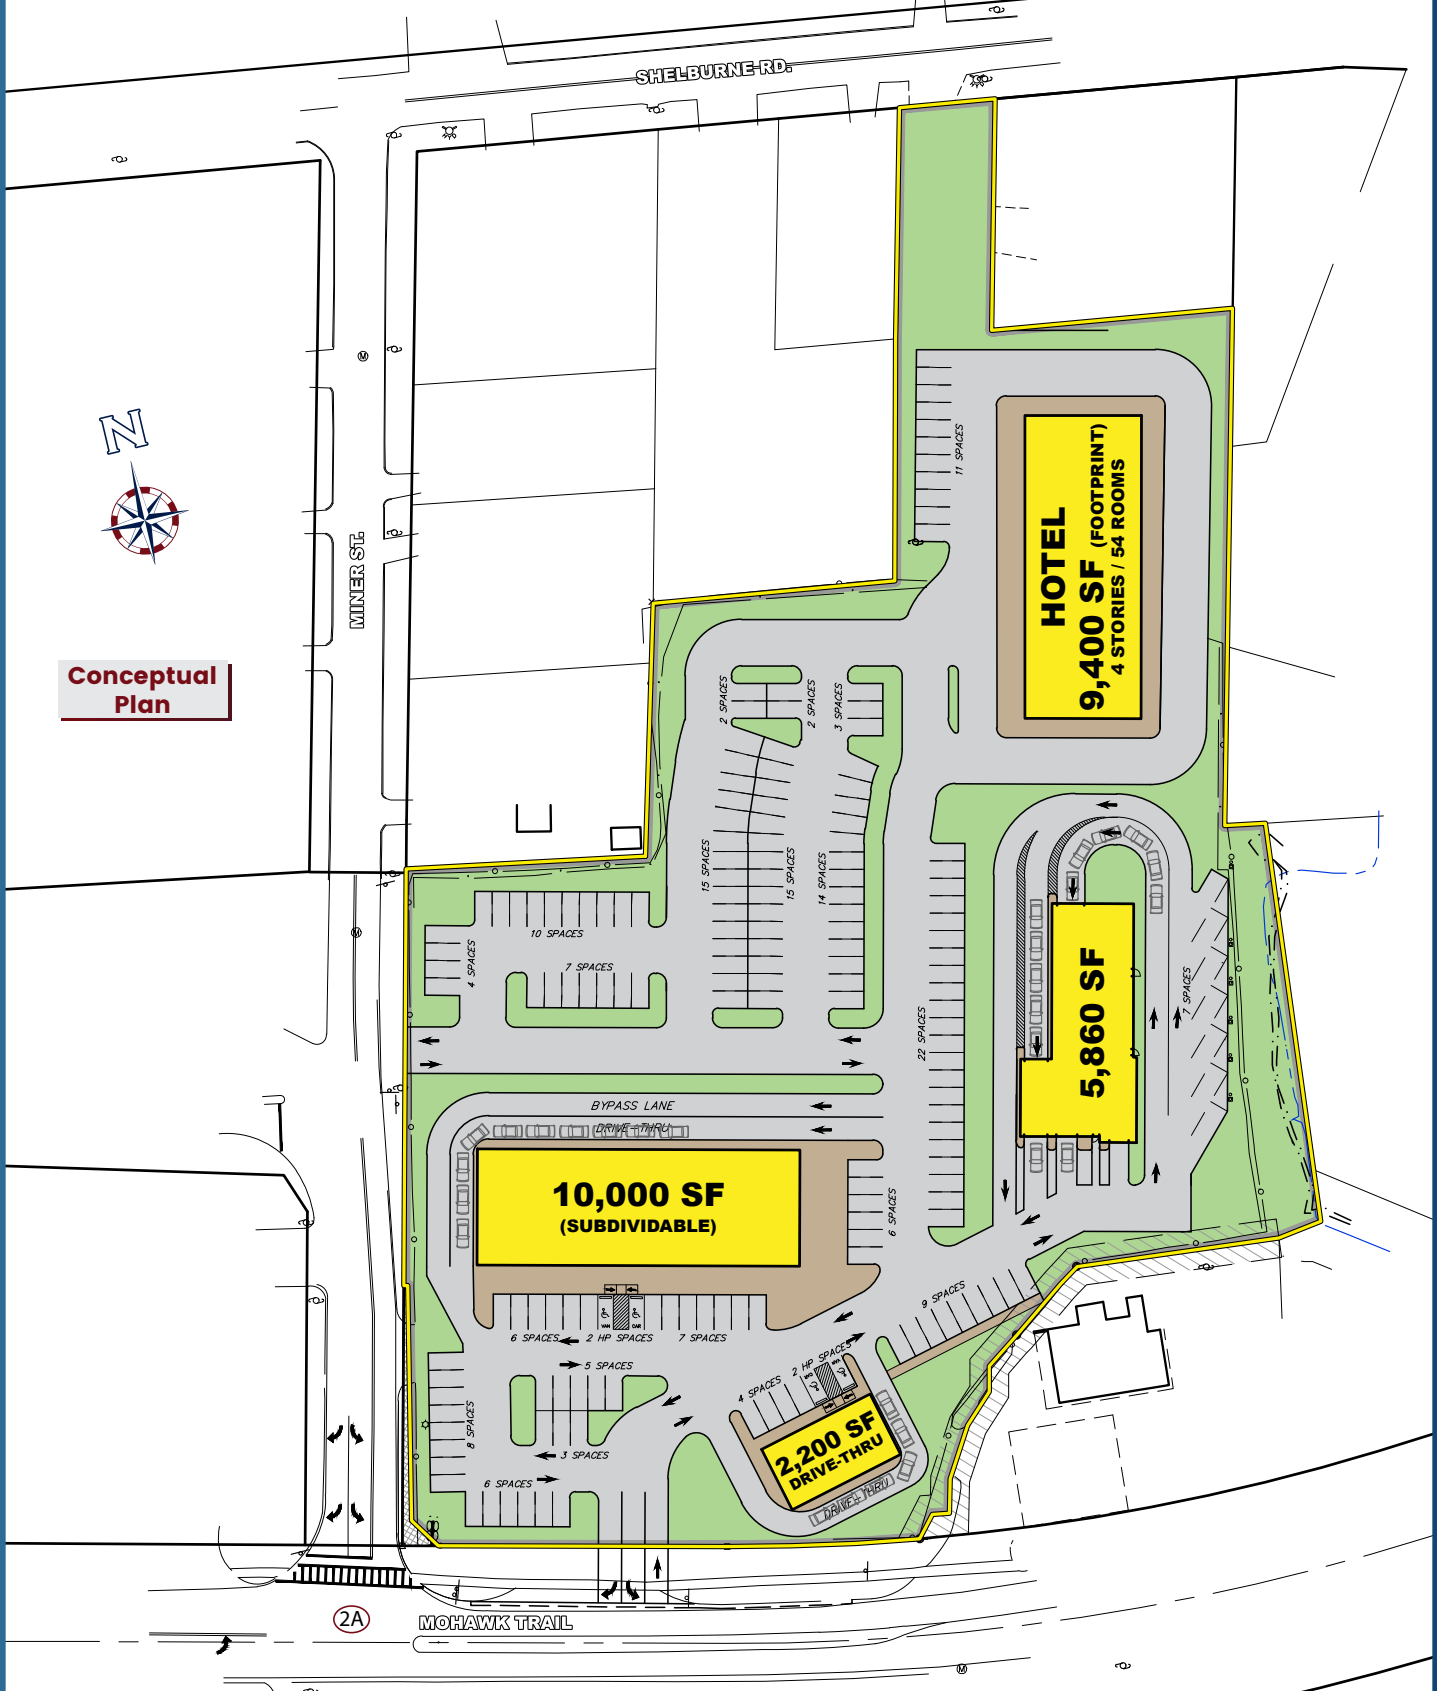 SHELBURNE RD.
N
MINER ST.
Conceptual
Plan
11 SPACES
HOTEL
9,400 SF (FOOTPRINT)
4 STORIES / 54 ROOMS
2 SPACES
2 SPACES
3 SPACES
15 SPACES
15 SPACES
14 SPACES
10 SPACES
4 SPACES
7 SPACES
22 SPACES
5,860 SF
7 SPACES
BYPASS LANE
DRIVE-THRU
10,000 SF
(SUBDIVIDABLE)
6 SPACES
VAN
CAR
6 SPACES
2 HP SPACES
7 SPACES
9 SPACES
5 SPACES
4 SPACES
2 HP SPACES
8 SPACES
3 SPACES
6 SPACES
2,200 SF
DRIVE-THRU
DRIVE-THRU
2A
MOHAWK TRAIL
M
M
M